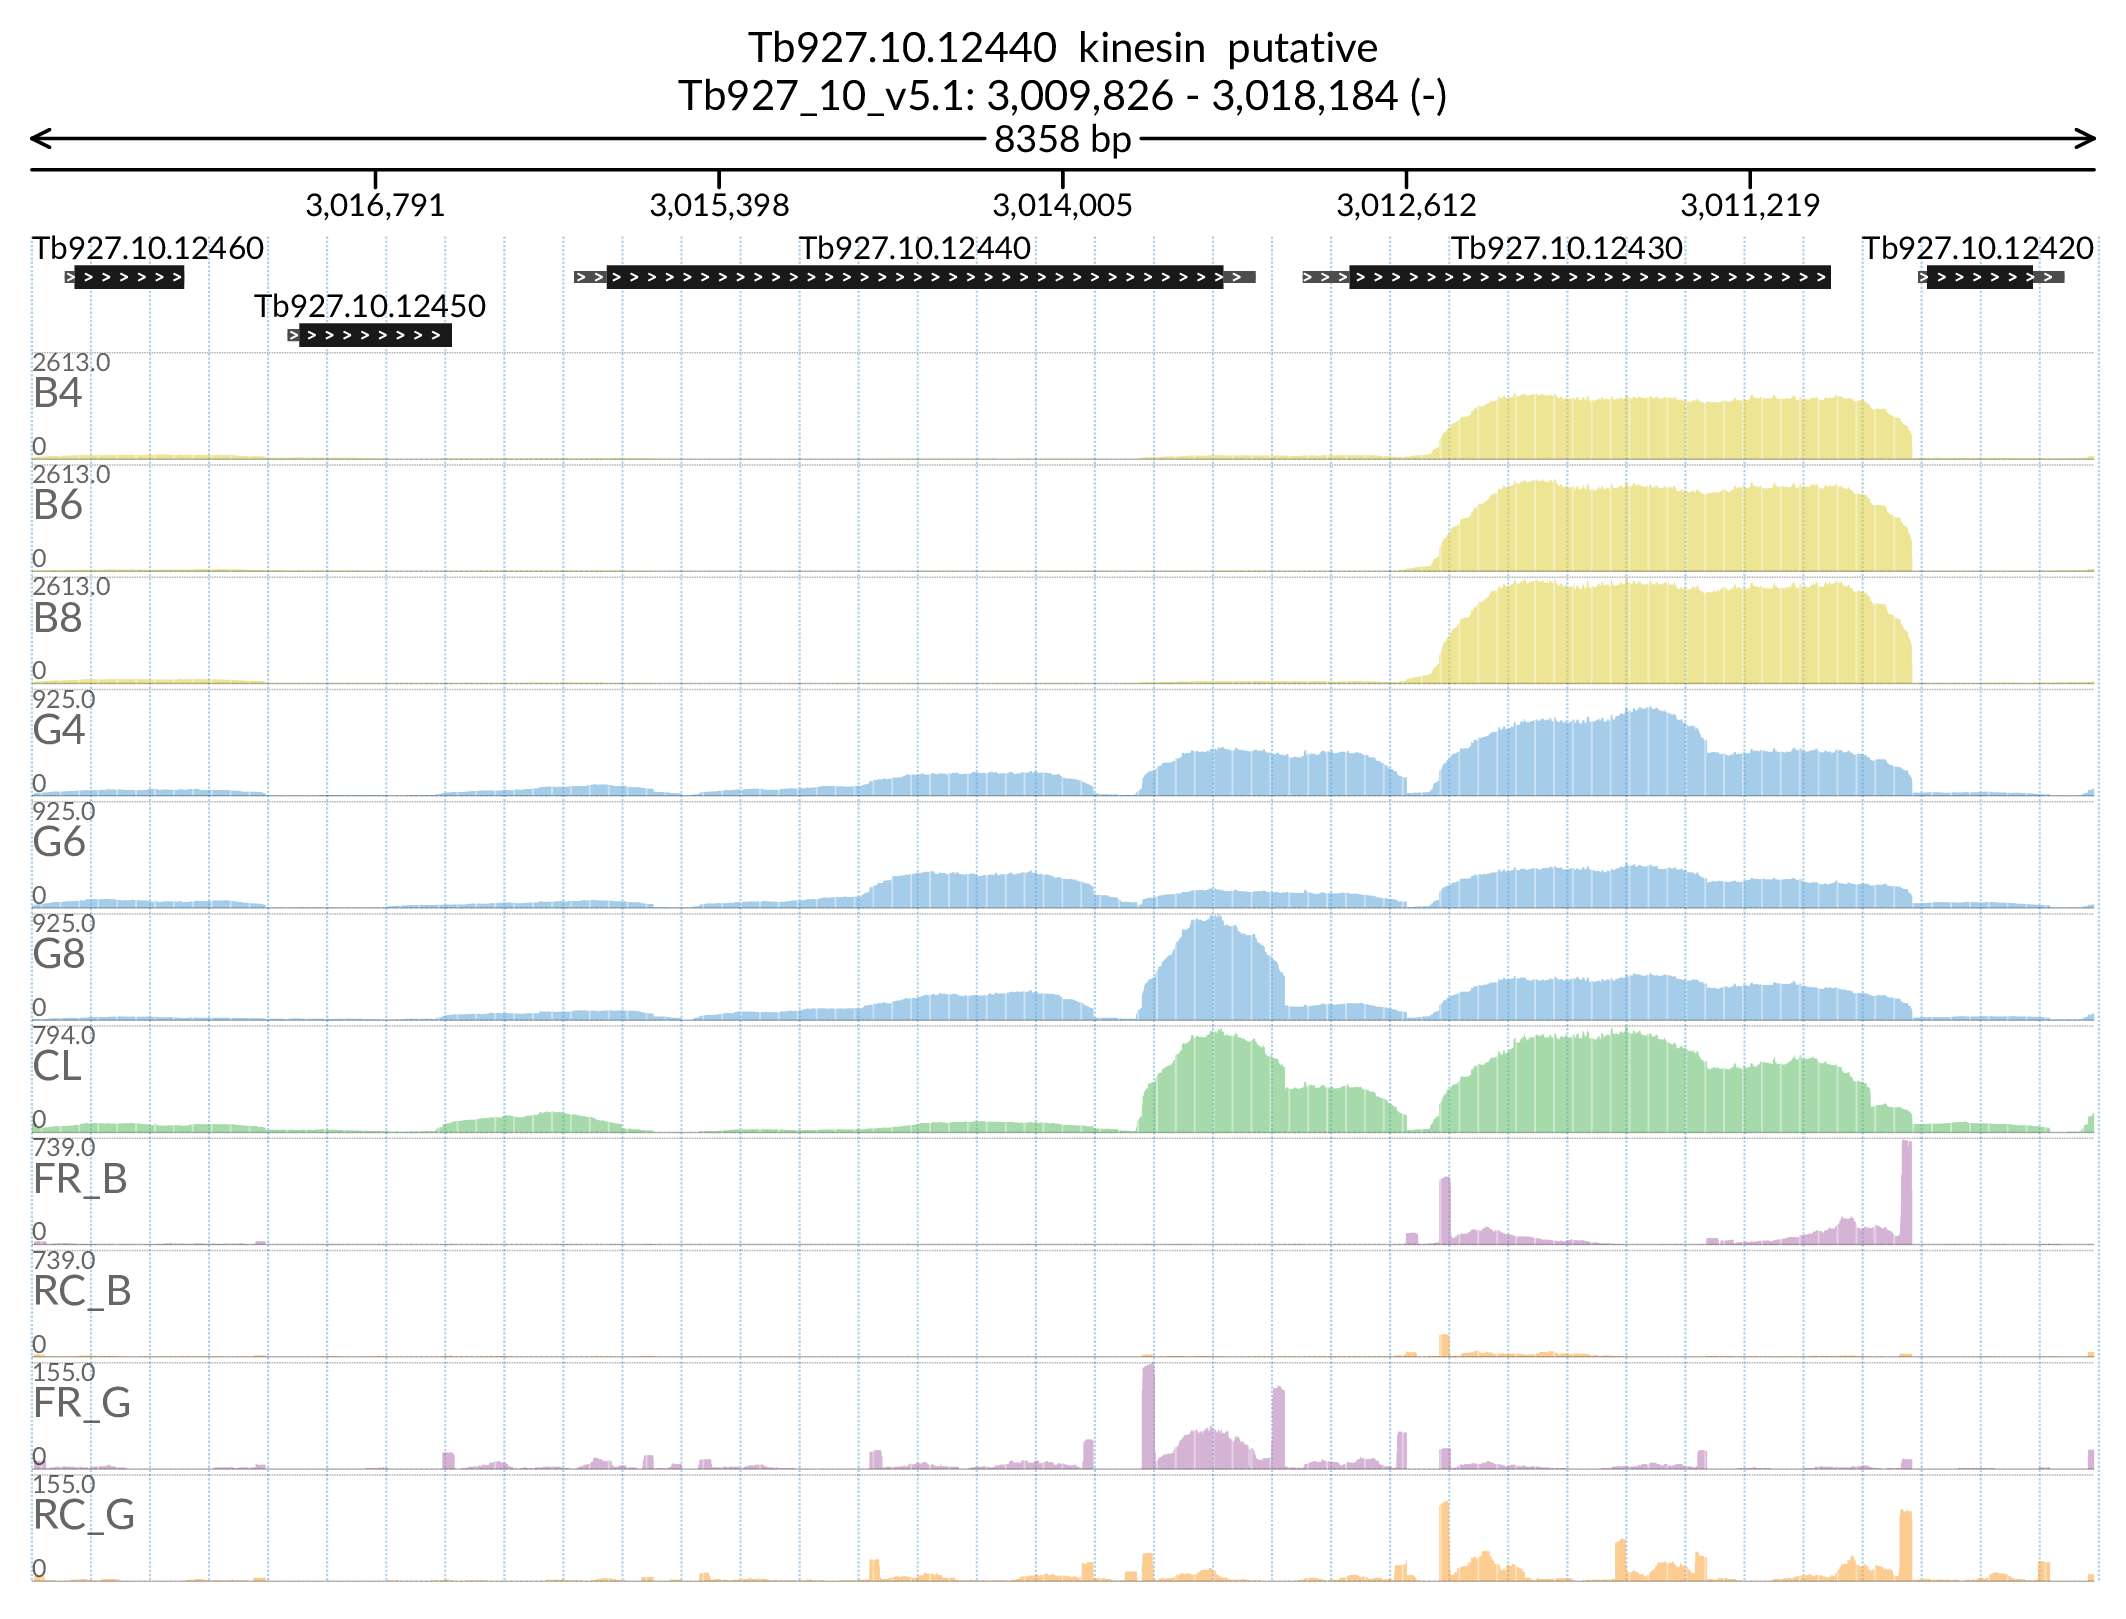 Tb927.10.12440 kinesin putative
Tb927_10_v5.1: 3,009,826 - 3,018,184 (-)
8358 bp
3,016,791 3,015,398 3,014,005 3,012,612 3,011,219
Tb927.10.12460 Tb927.10.12440 Tb927.10.12430 Tb927.10.12420
Tb927.10.12450
2613.0
B4
0
2613.0
B6
0
2613.0
B8
0
925.0
G4
0
925.0
G6
0
925.0
G8
0
794.0
CL
0
739.0
FR_B
0
739.0
RC_B
0
155.0
FR_G
0
155.0
RC_G
0